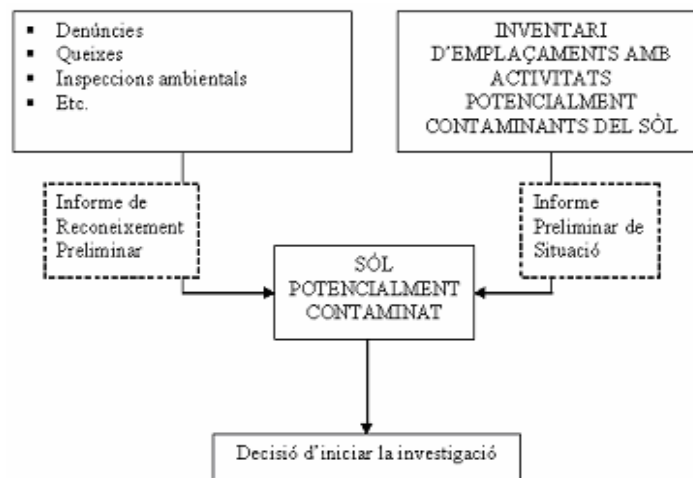 ▪ Denúncies
▪ Queixes
▪ Inspeccions ambientals
▪ Etc.
INVENTARI
D'EMPLAÇAMENTS AMB
ACTIVITATS
POTENCIALMENT
CONTAMINANTS DEL SÒL
Informe de
Reconeixement
Preliminar
Informe
Preliminar de
Situació
SÒL
POTENCIALMENT
CONTAMINAT
Decisió d'iniciar la investigació